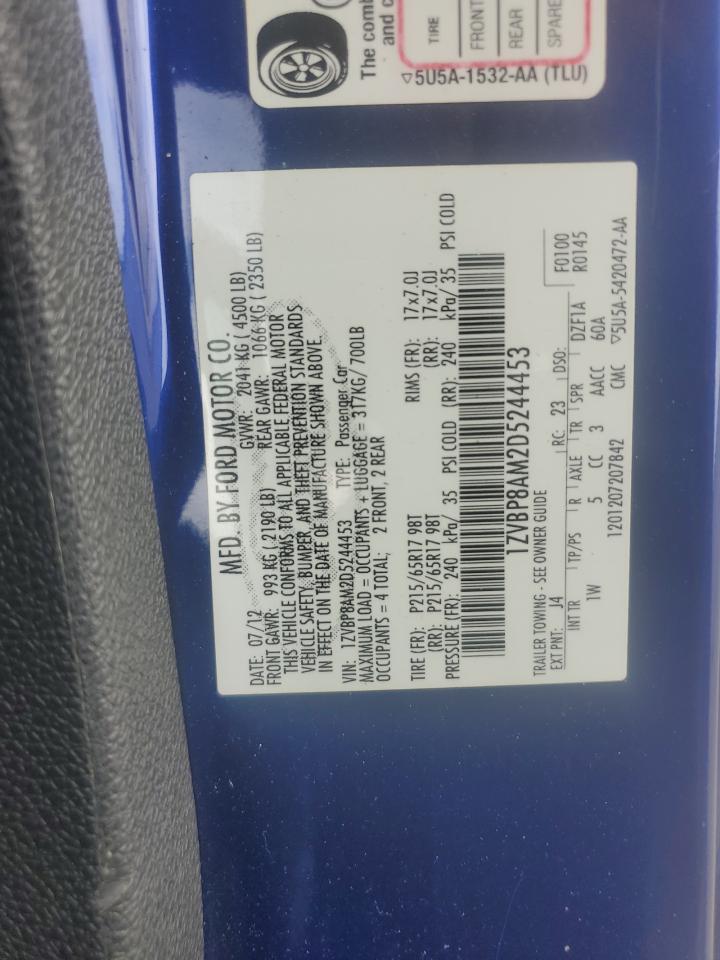 The comb
and c
TIRE
FRONT
REAR
SPARE
▽5U5A-1532-AA (TLU)
MFD. BY FORD MOTOR CO.
DATE: 07/12 GVWR: 2041 KG ( 4500 LB)
FRONT GAWR: 993 KG ( 2190 LB) REAR GAWR: 1066 KG ( 2350 LB)
THIS VEHICLE CONFORMS TO ALL APPLICABLE FEDERAL MOTOR
VEHICLE SAFETY, BUMPER, AND THEFT PREVENTION STANDARDS
IN EFFECT ON THE DATE OF MANUFACTURE SHOWN ABOVE.
VIN: 1ZVBP8AM2D5244453 TYPE: Passenger Car
MAXIMUM LOAD = OCCUPANTS + LUGGAGE = 317KG/ 700LB
OCCUPANTS = 4 TOTAL; 2 FRONT, 2 REAR
TIRE (FR): P215/65R17 98T RIMS (FR): 17x7.0J
(RR): P215/65R17 98T (RR): 17x7.0J
PRESSURE (FR): 240 kPa/ 35 PSI COLD (RR): 240 kPa/ 35 PSI COLD
1ZVBP8AM2D5244453
TRAILER TOWING - SEE OWNER GUIDE
EXT PNT: J4 RC: 23 DSO: F0100
INT TR TP/PS R AXLE TR SPR DZF1A R0145
1W 5 CC 3 AACC 60A
1201207207842 CMC ▽5U5A-5420472-AA